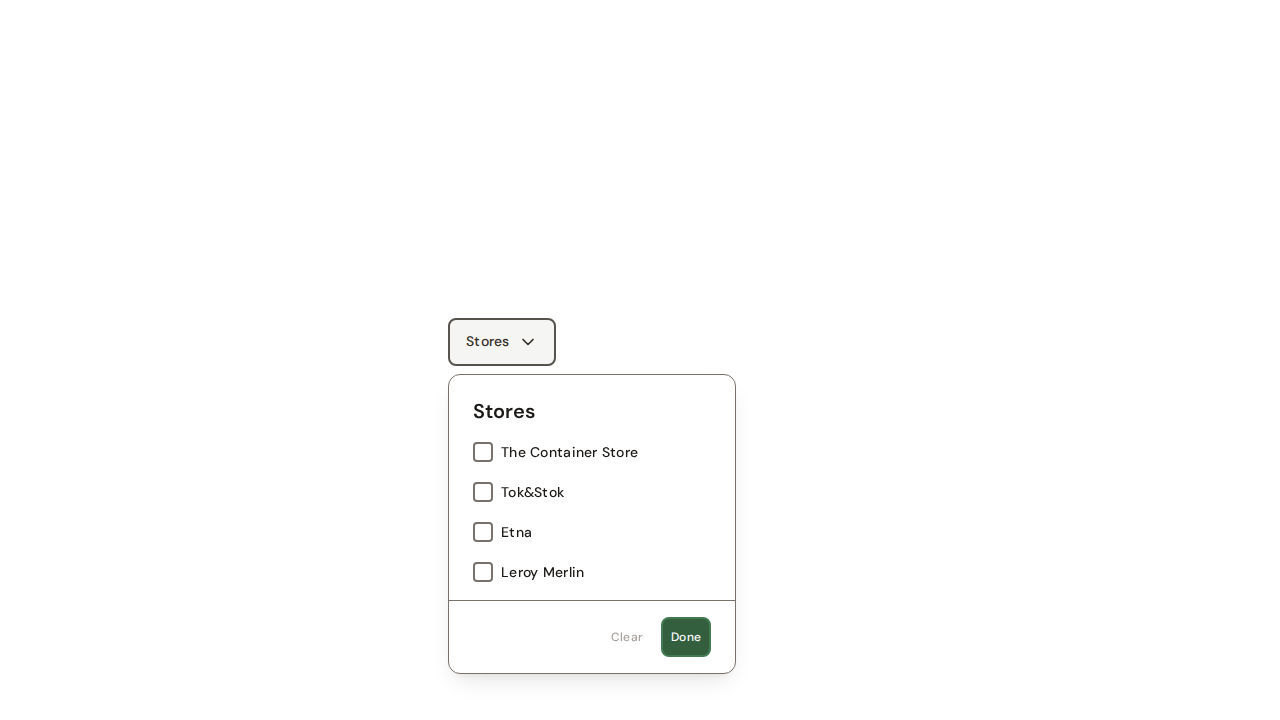 Stores
Stores
The Container Store
Tok&Stok
Etna
Leroy Merlin
Clear
Done